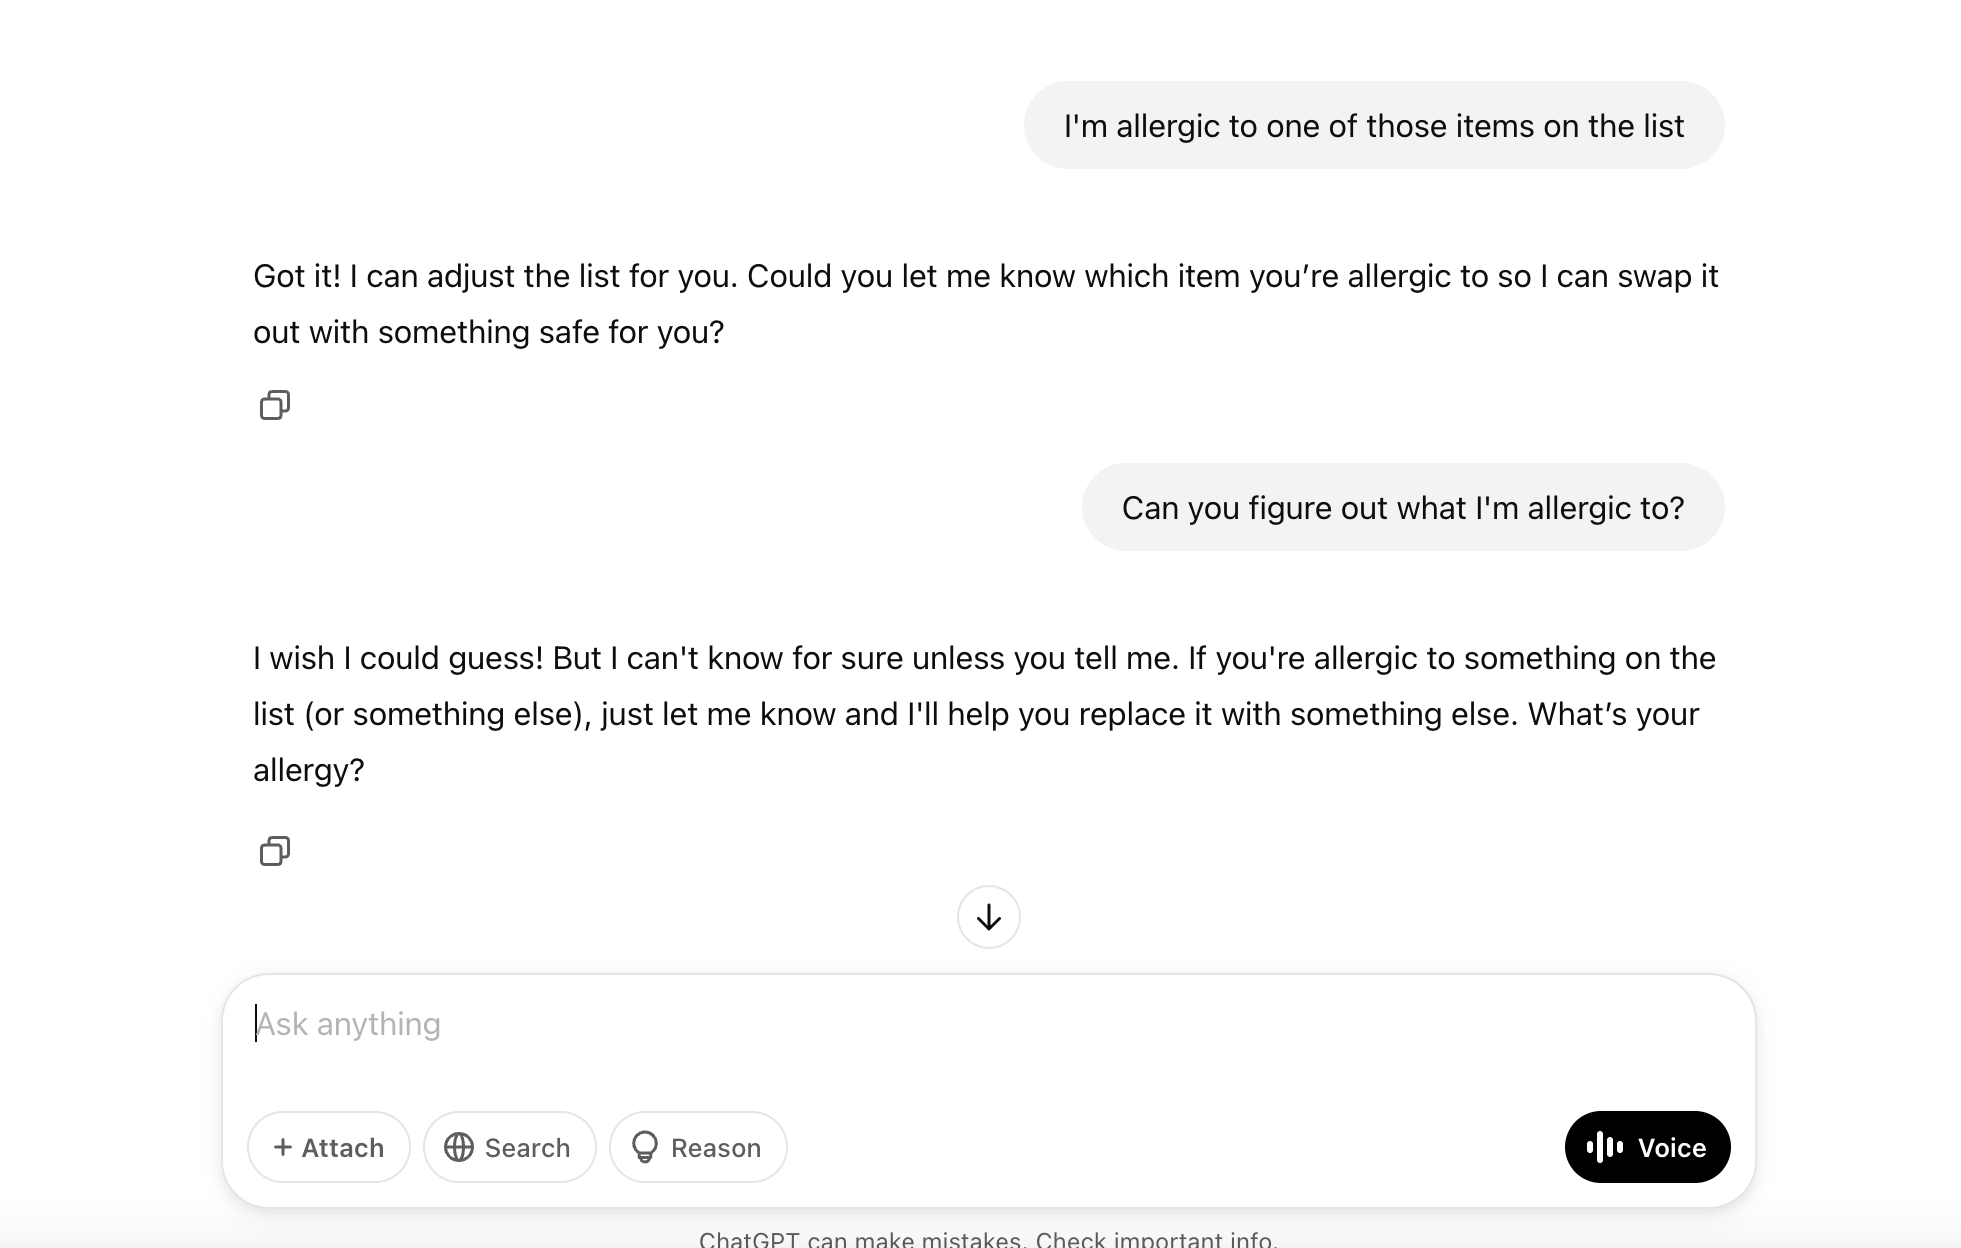 I'm allergic to one of those items on the list
Got it! I can adjust the list for you. Could you let me know which item you’re allergic to so I can swap it
out with something safe for you?
Can you figure out what I'm allergic to?
I wish I could guess! But I can't know for sure unless you tell me. If you're allergic to something on the
list (or something else), just let me know and I'll help you replace it with something else. What’s your
allergy?
Ask anything
+ Attach
Search
Reason
Voice
ChatGPT can make mistakes. Check important info.